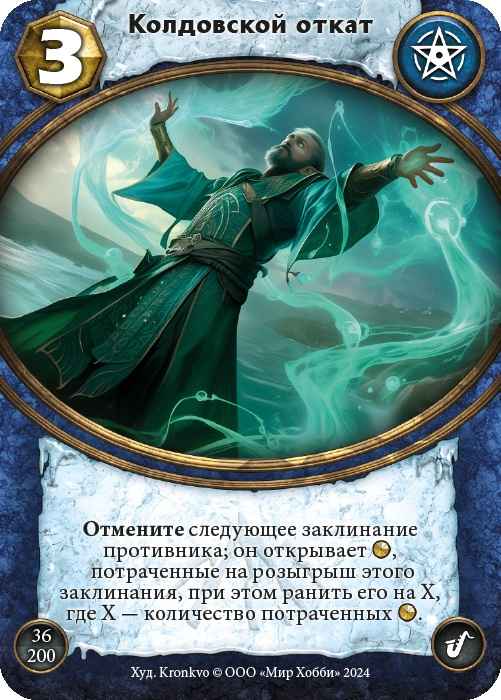 Колдовской откат
3
Отмените следующее заклинание
противника; он открывает ,
потраченные на розыгрыш этого
заклинания, при этом ранить его на X,
где X — количество потраченных .
36
200
Худ. Kronkvo © ООО «Мир Хобби» 2024